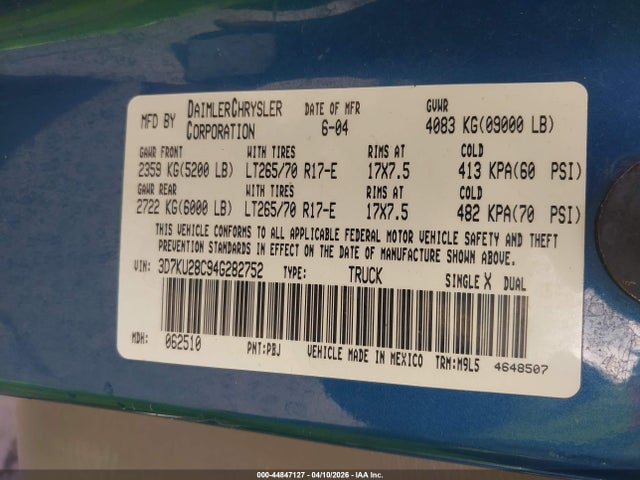 MFD BY DAIMLERCHRYSLER CORPORATION DATE OF MFR 6-04 GVWR 4083 KG(09000 LB)
GAWR FRONT WITH TIRES RIMS AT COLD
2359 KG(5200 LB) LT265/70 R17-E 17X7.5 413 KPA(60 PSI)
GAWR REAR WITH TIRES RIMS AT COLD
2722 KG(6000 LB) LT265/70 R17-E 17X7.5 482 KPA(70 PSI)
THIS VEHICLE CONFORMS TO ALL APPLICABLE FEDERAL MOTOR VEHICLE SAFETY AND THEFT
PREVENTION STANDARDS IN EFFECT ON THE DATE OF MANUFACTURE SHOWN ABOVE.
VIN: 3D7KU28C94G282752 TYPE: TRUCK SINGLE X DUAL
MDH: 062510 PNT:PBJ VEHICLE MADE IN MEXICO TRM:M9L5 4648507
000-44847127 - 04/10/2026 - IAA Inc.